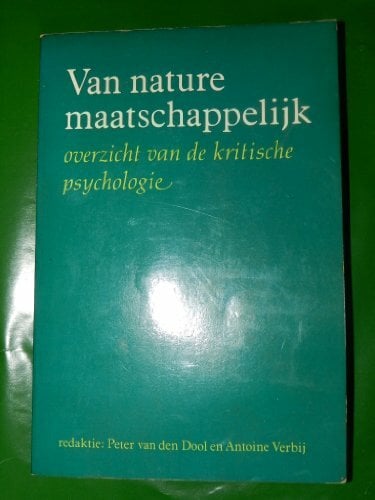 Van nature
maatschappelijk
overzicht van de kritische
psychologie
redaktie: Peter van den Dool en Antoine Verbij